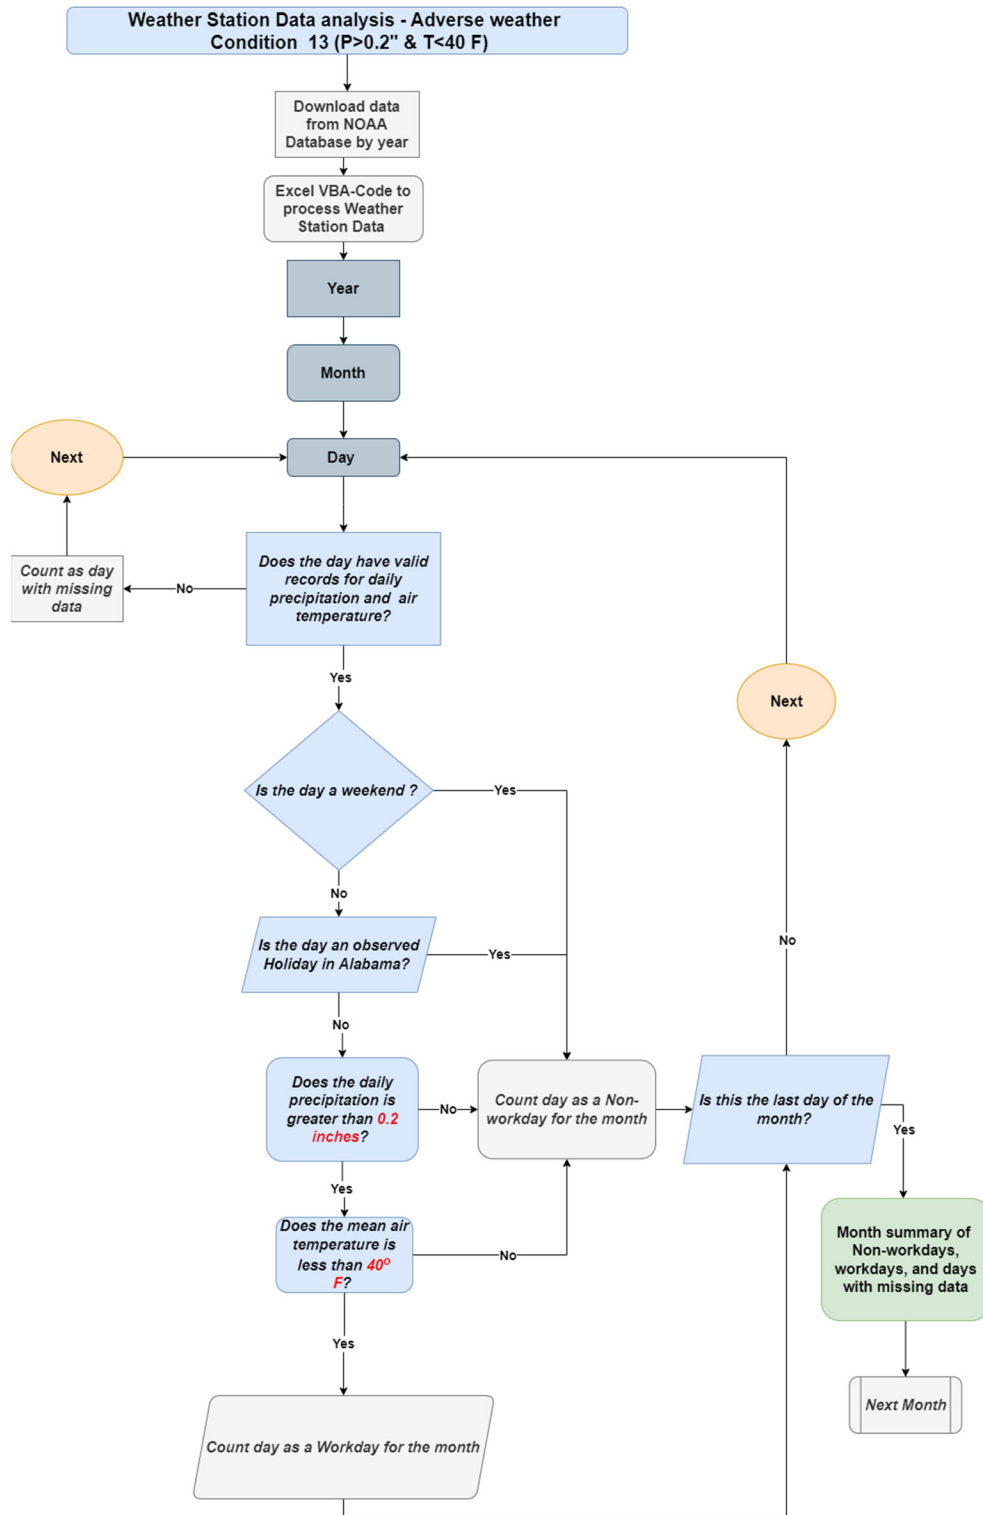 Weather Station Data analysis - Adverse weather
Condition 13 (P>0.2" & T<40 F)
Download data
from NOAA
Database by year
Excel VBA-Code to
process Weather
Station Data
Year
Month
Next
Day
Does the day have valid
records for daily
precipitation and air
temperature?
No
Count as day
with missing
data
Yes
Next
Is the day a weekend ?
Yes
No
Is the day an observed
Holiday in Alabama?
Yes
No
No
Does the daily
precipitation is
greater than 0.2
inches?
No
Count day as a Non-
workday for the month
Is this the last day of the
month?
Yes
Yes
Does the mean air
temperature is
less than 40º
F?
No
Month summary of
Non-workdays,
workdays, and days
with missing data
Yes
Next Month
Count day as a Workday for the month